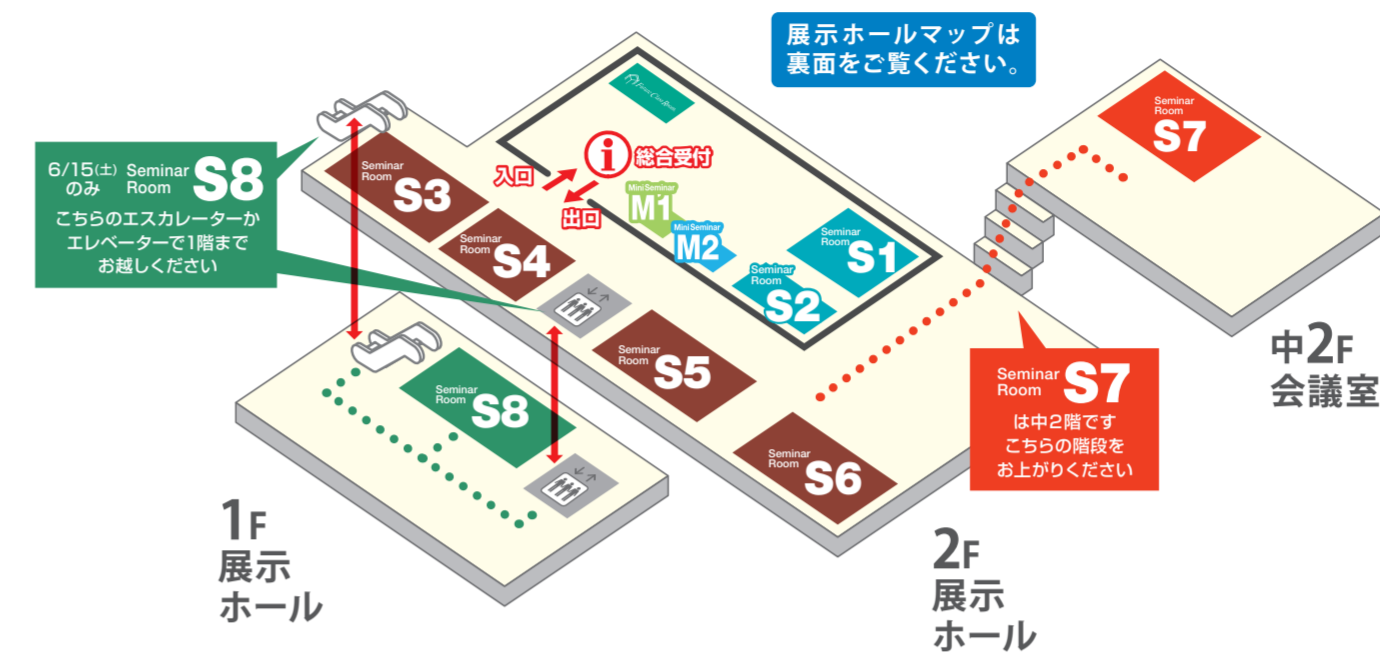 展示ホールマップは
裏面をご覧ください。
6/15(土)
のみ
Seminar
Room
S8
こちらのエスカレーターか
エレベーターで1階まで
お越しください
Seminar
Room
S3
Seminar
Room
S4
入口
出口
i
総合受付
Mini Seminar
M1
Mini Seminar
M2
Seminar
Room
S1
Seminar
Room
S2
Seminar
Room
S5
Seminar
Room
S6
Seminar
Room
S7
Seminar
Room
S7
は中2階です
こちらの階段を
お上がりください
中2F
会議室
Seminar
Room
S8
1F
展示
ホール
2F
展示
ホール